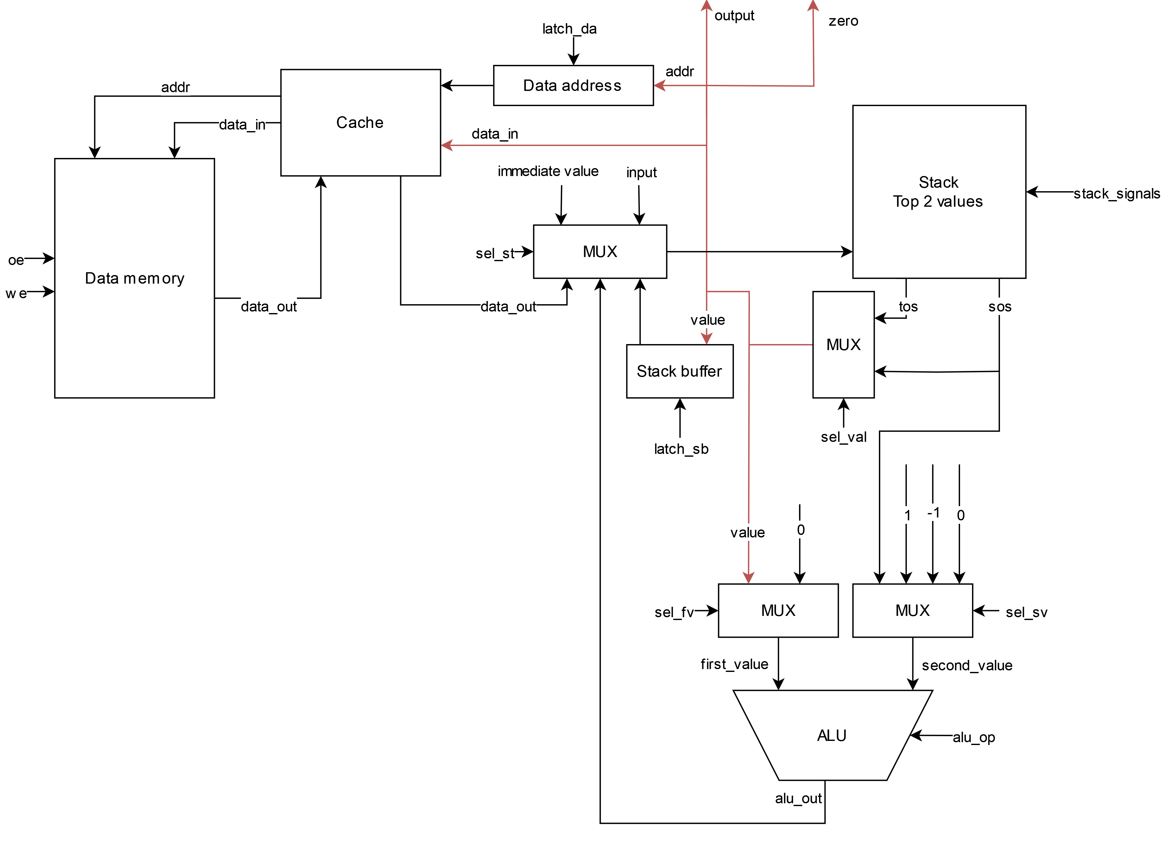 output
zero
latch_da
addr
Data address
addr
Cache
data_in
data_in
immediate value
input
Stack
Top 2 values
stack_signals
sel_st
MUX
oe
Data memory
we
data_out
data_out
tos
sos
value
MUX
Stack buffer
sel_val
latch_sb
1
-1
0
0
value
sel_fv
MUX
MUX
sel_sv
first_value
second_value
ALU
alu_op
alu_out